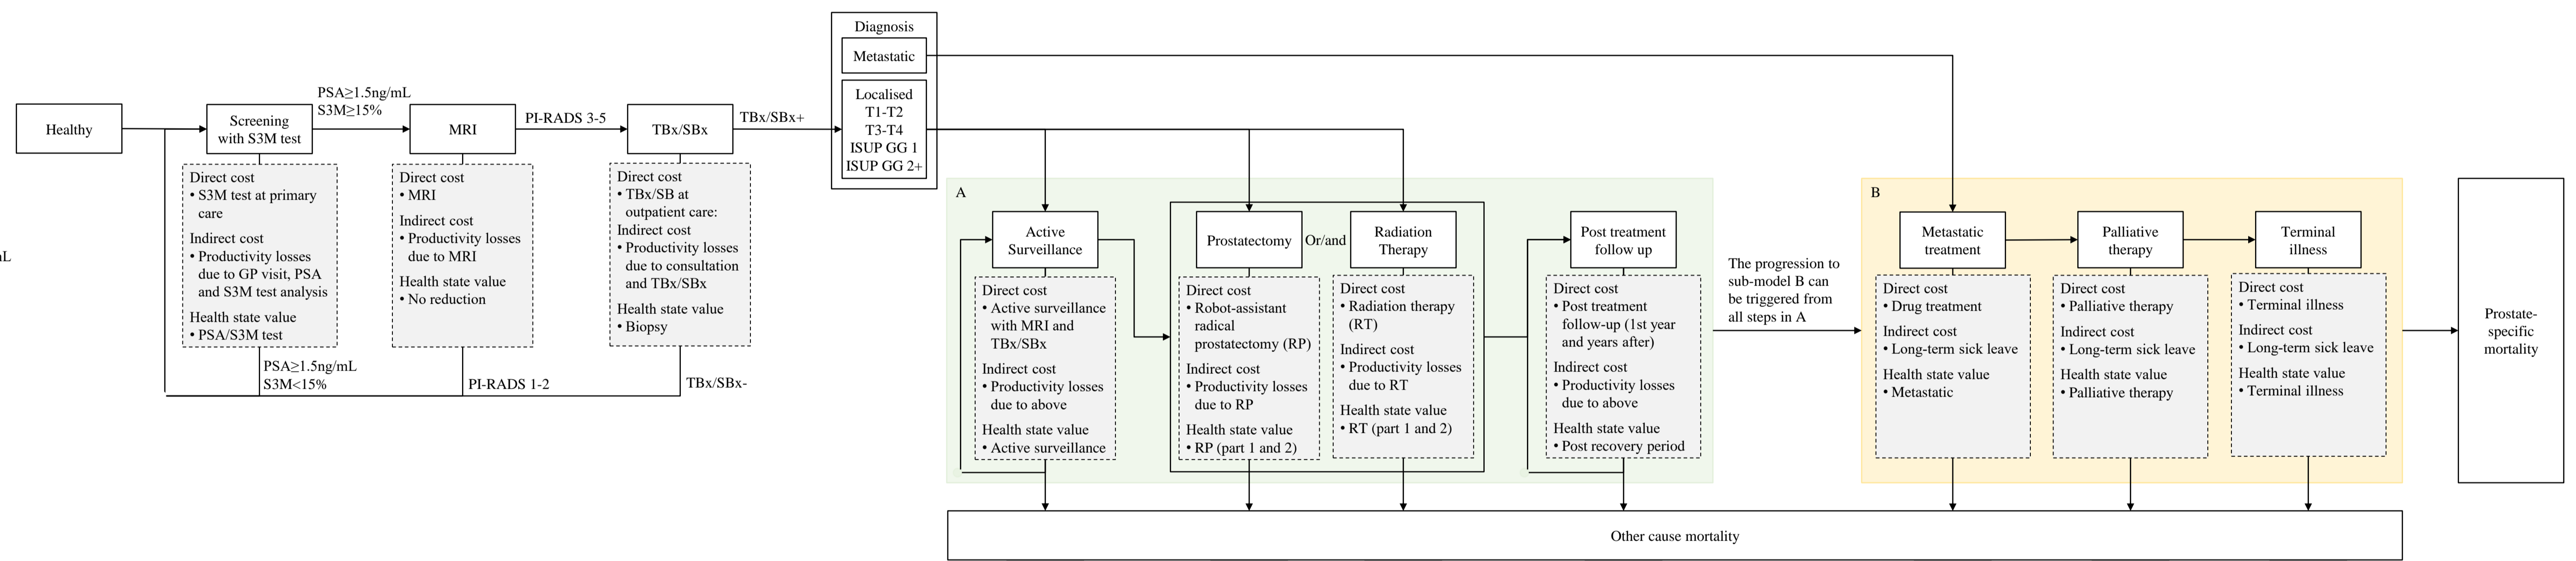 Diagnosis
Metastatic
Localised
T1-T2
T3-T4
ISUP GG 1
ISUP GG 2+
Healthy
Screening
with S3M test
PSA≥1.5ng/mL
S3M≥15%
MRI
PI-RADS 3-5
TBx/SBx
TBx/SBx+
Direct cost
• S3M test at primary
care
Indirect cost
• Productivity losses
due to GP visit, PSA
and S3M test analysis
Health state value
• PSA/S3M test
Direct cost
• MRI
Indirect cost
• Productivity losses
due to MRI
Health state value
• No reduction
Direct cost
• TBx/SB at
outpatient care:
Indirect cost
• Productivity losses
due to consultation
and TBx/SBx
Health state value
• Biopsy
PSA≥1.5ng/mL
S3M<15%
PI-RADS 1-2
TBx/SBx-
A
Active
Surveillance
Direct cost
• Active surveillance
with MRI and
TBx/SBx
Indirect cost
• Productivity losses
due to above
Health state value
• Active surveillance
Prostatectomy
Or/and
Direct cost
• Robot-assistant
radical
prostatectomy (RP)
Indirect cost
• Productivity losses
due to RP
Health state value
• RP (part 1 and 2)
Radiation
Therapy
Direct cost
• Radiation therapy
(RT)
Indirect cost
• Productivity losses
due to RT
Health state value
• RT (part 1 and 2)
Post treatment
follow up
Direct cost
• Post treatment
follow-up (1st year
and years after)
Indirect cost
• Productivity losses
due to above
Health state value
• Post recovery period
The progression to
sub-model B can
be triggered from
all steps in A
B
Metastatic
treatment
Direct cost
• Drug treatment
Indirect cost
• Long-term sick leave
Health state value
• Metastatic
Palliative
therapy
Direct cost
• Palliative therapy
Indirect cost
• Long-term sick leave
Health state value
• Palliative therapy
Terminal
illness
Direct cost
• Terminal illness
Indirect cost
• Long-term sick leave
Health state value
• Terminal illness
Prostate-
specific
mortality
Other cause mortality